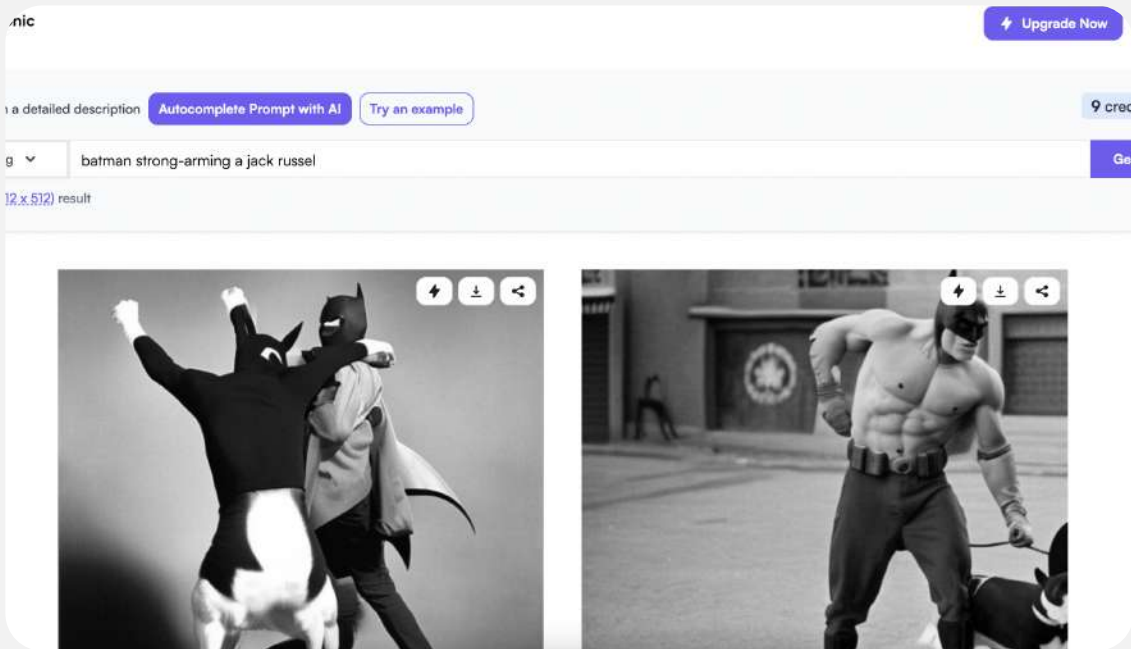 nic
Upgrade Now
a detailed description
Autocomplete Prompt with AI
Try an example
9 cred
g
batman strong-arming a jack russel
Ge
12 x 512) result